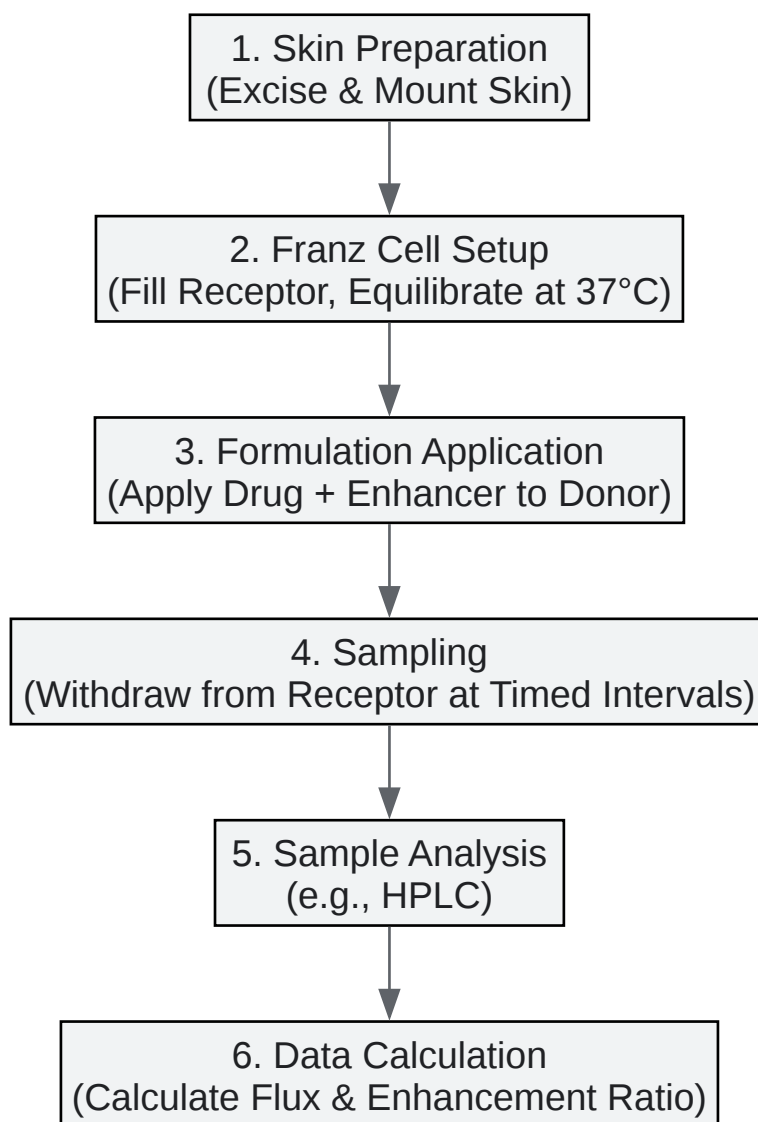 1. Skin Preparation
(Excise & Mount Skin)
2. Franz Cell Setup
(Fill Receptor, Equilibrate at 37°C)
3. Formulation Application
(Apply Drug + Enhancer to Donor)
4. Sampling
(Withdraw from Receptor at Timed Intervals)
5. Sample Analysis
(e.g., HPLC)
6. Data Calculation
(Calculate Flux & Enhancement Ratio)